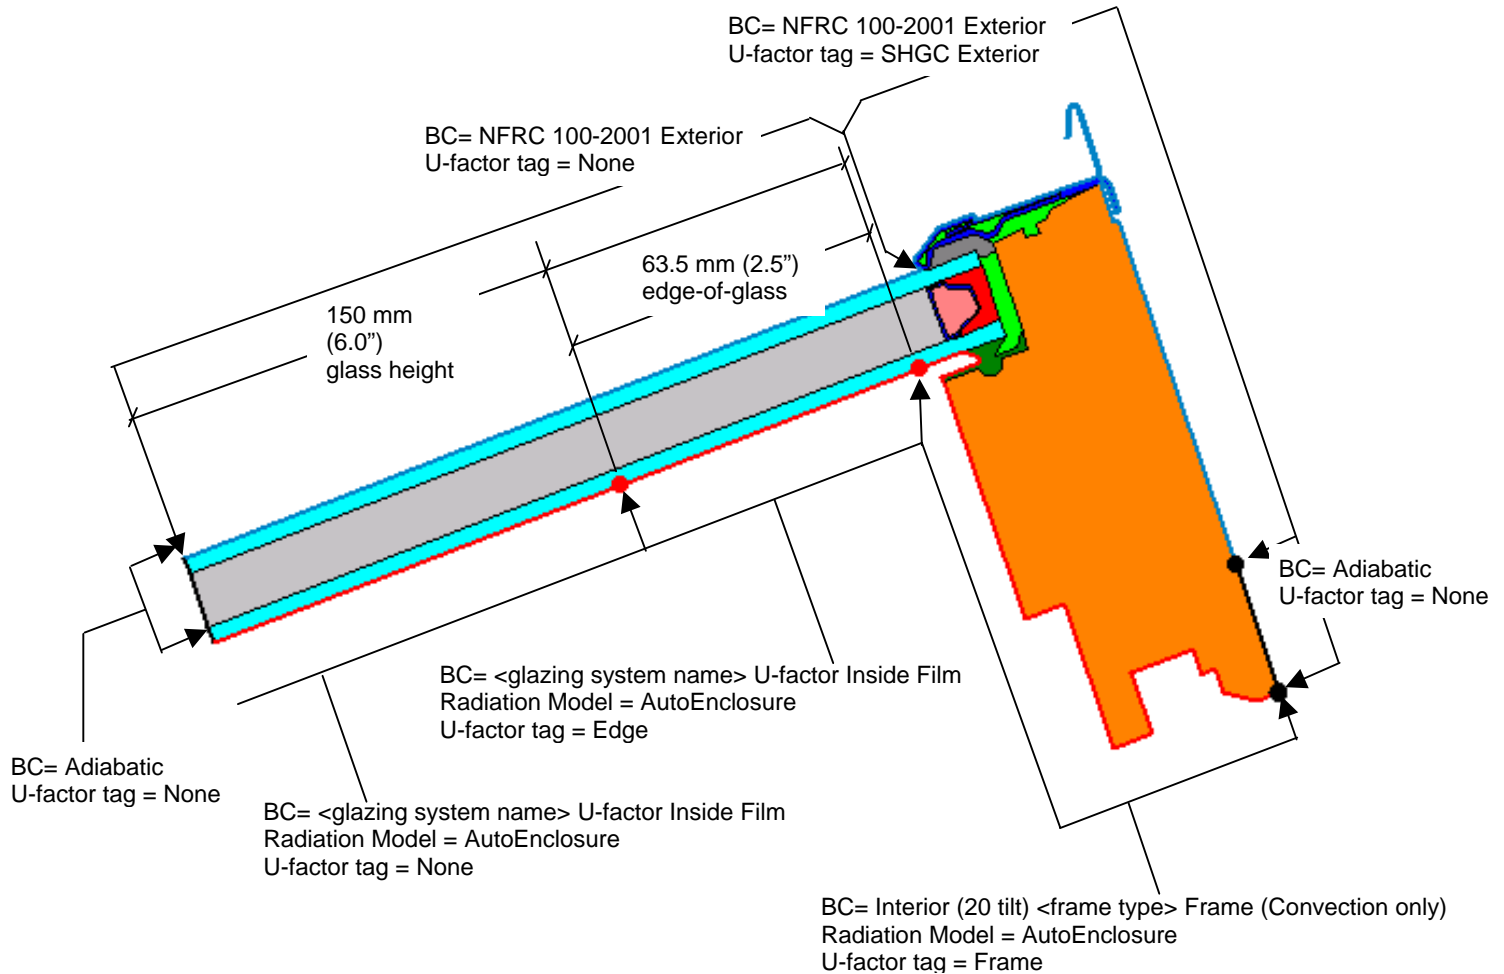 BC= NFRC 100-2001 Exterior
U-factor tag = SHGC Exterior
BC= NFRC 100-2001 Exterior
U-factor tag = None
63.5 mm (2.5”)
edge-of-glass
150 mm
(6.0”)
glass height
BC= Adiabatic
U-factor tag = None
BC= <glazing system name> U-factor Inside Film
Radiation Model = AutoEnclosure
U-factor tag = Edge
BC= Adiabatic
U-factor tag = None
BC= <glazing system name> U-factor Inside Film
Radiation Model = AutoEnclosure
U-factor tag = None
BC= Interior (20 tilt) <frame type> Frame (Convection only)
Radiation Model = AutoEnclosure
U-factor tag = Frame